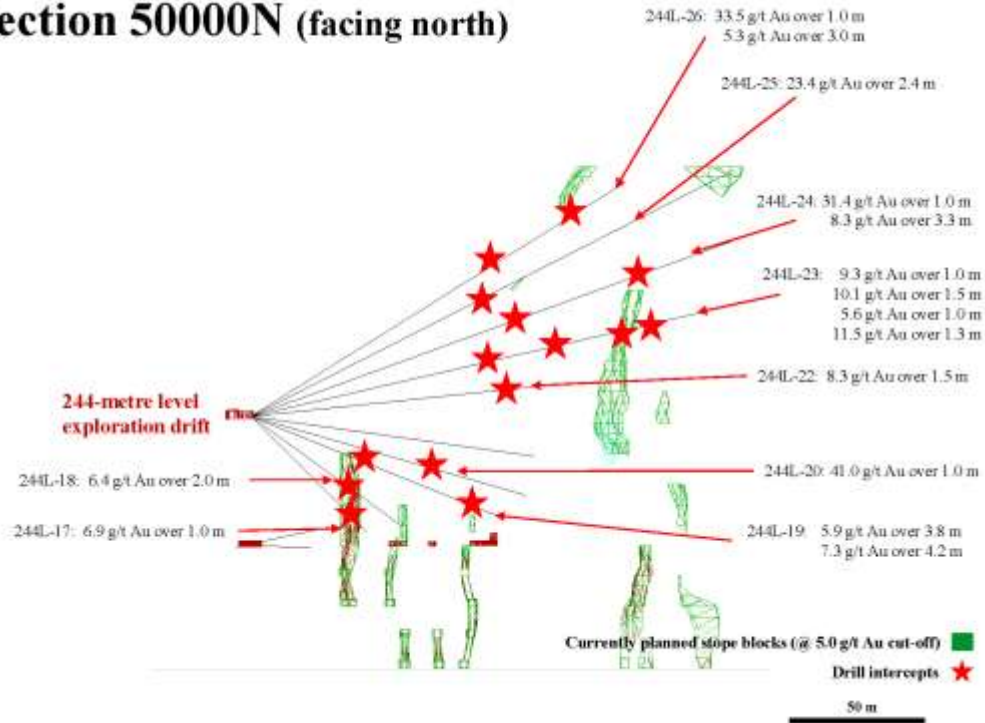 ection 50000N (facing north)
244L-26: 33.5 g/t Au over 1.0 m
5.3 g/t Au over 3.0 m
244L-25: 23.4 g/t Au over 2.4 m
244L-24: 31.4 g/t Au over 1.0 m
8.3 g/t Au over 3.3 m
244L-23: 9.3 g/t Au over 1.0 m
10.1 g/t Au over 1.5 m
5.6 g/t Au over 1.0 m
11.5 g/t Au over 1.3 m
244L-22: 8.3 g/t Au over 1.5 m
244-metre level
exploration drift
244L-18: 6.4 g/t Au over 2.0 m
244L-20: 41.0 g/t Au over 1.0 m
244L-17: 6.9 g/t Au over 1.0 m
244L-19: 5.9 g/t Au over 3.8 m
7.3 g/t Au over 4.2 m
Currently planned stope blocks (@ 5.0 g/t Au cut-off)
Drill intercepts
50 m